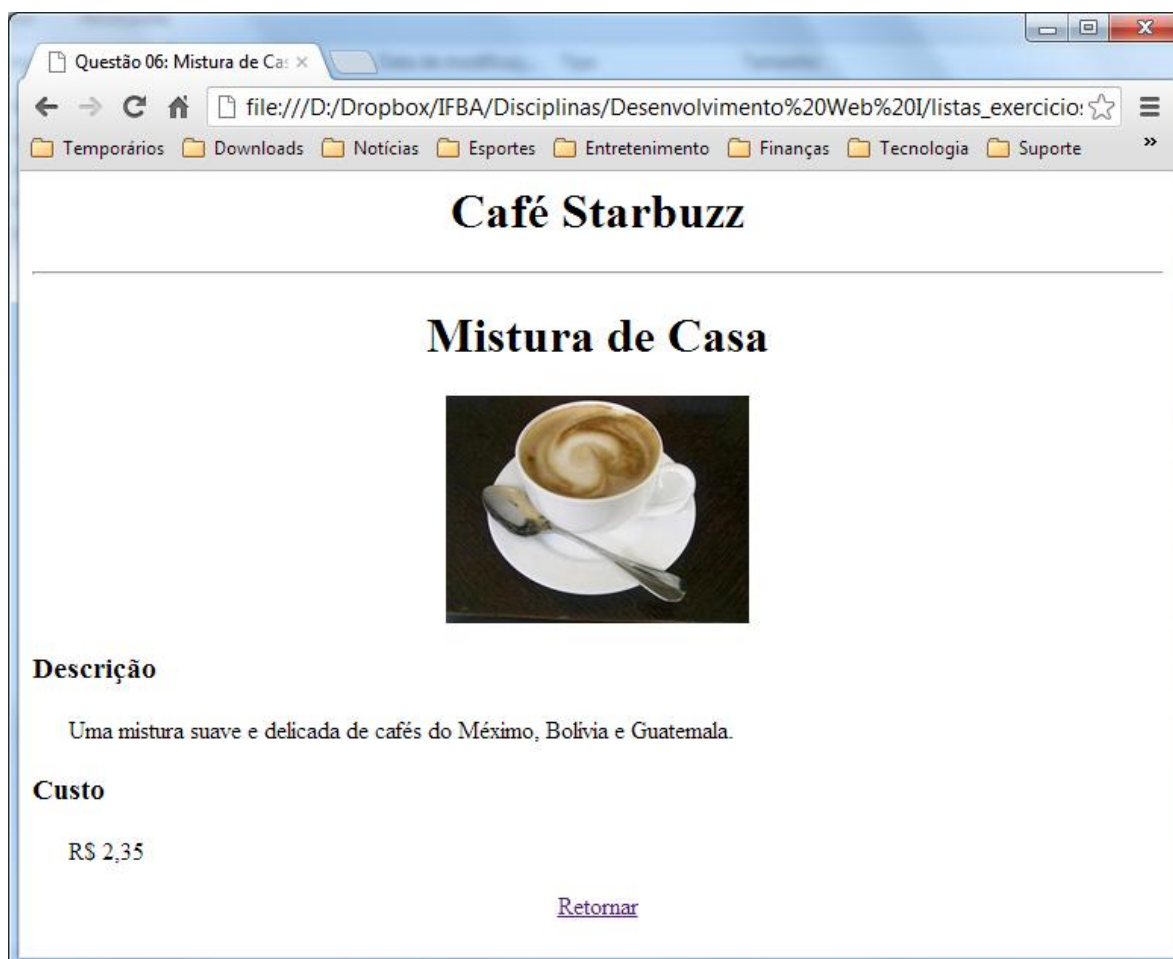 Questão 06: Mistura de Ca
file:///D:/Dropbox/IFBA/Disciplinas/Desenvolvimento%20Web%20I/listas_exercicio
Temporários Downloads Notícias Esportes Entretenimento Finanças Tecnologia Suporte »
Café Starbuzz
Mistura de Casa
Descrição
Uma mistura suave e delicada de cafés do Méximo, Bolívia e Guatemala.
Custo
R$ 2,35
Retornar